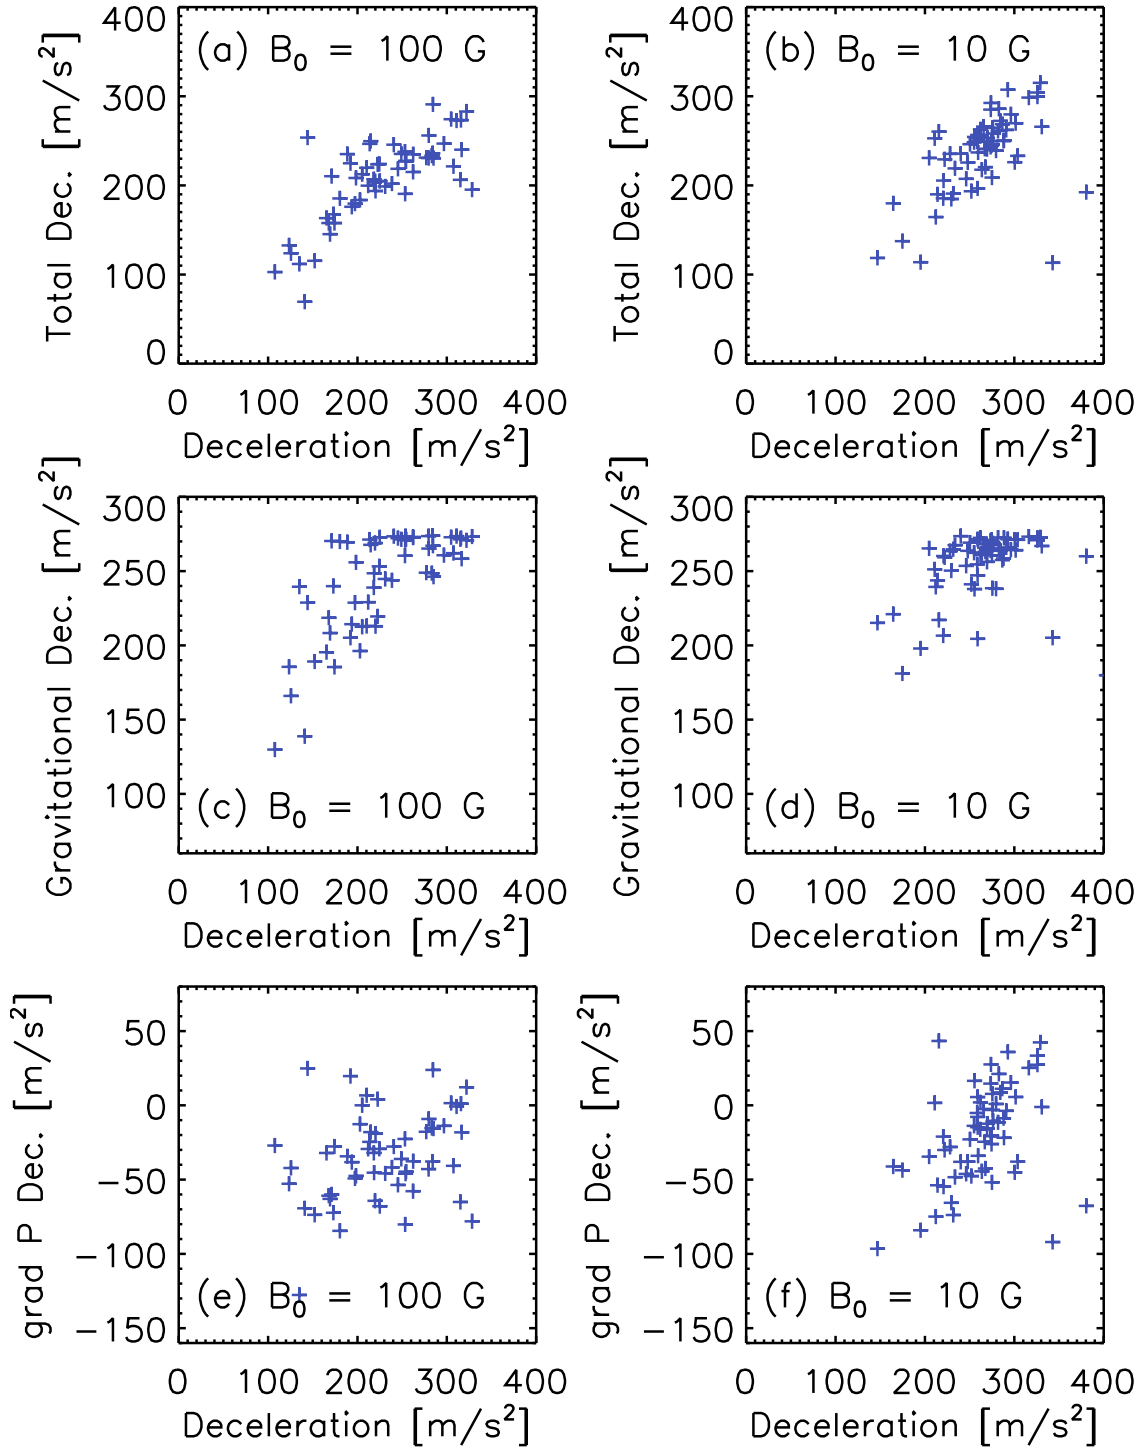 400
300
200
100
0
Total Dec. [m/s²]
(a) B₀ = 100 G
0 100 200 300 400
Deceleration [m/s²]
400
300
200
100
0
Total Dec. [m/s²]
(b) B₀ = 10 G
0 100 200 300 400
Deceleration [m/s²]
300
250
200
150
100
Gravitational Dec. [m/s²]
(c) B₀ = 100 G
0 100 200 300 400
Deceleration [m/s²]
300
250
200
150
100
Gravitational Dec. [m/s²]
(d) B₀ = 10 G
0 100 200 300 400
Deceleration [m/s²]
50
0
−50
−100
−150
grad P Dec. [m/s²]
(e) B₀ = 100 G
0 100 200 300 400
Deceleration [m/s²]
50
0
−50
−100
−150
grad P Dec. [m/s²]
(f) B₀ = 10 G
0 100 200 300 400
Deceleration [m/s²]